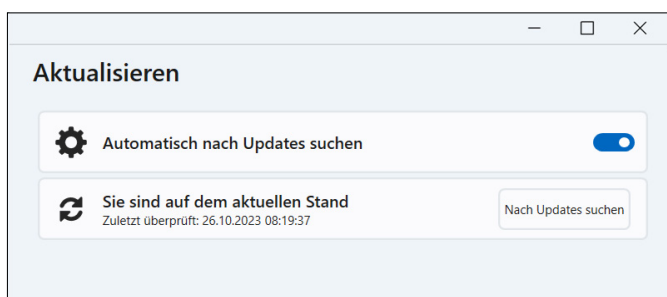 Aktualisieren
Automatisch nach Updates suchen
Sie sind auf dem aktuellen Stand
Zuletzt überprüft: 26.10.2023 08:19:37
Nach Updates suchen